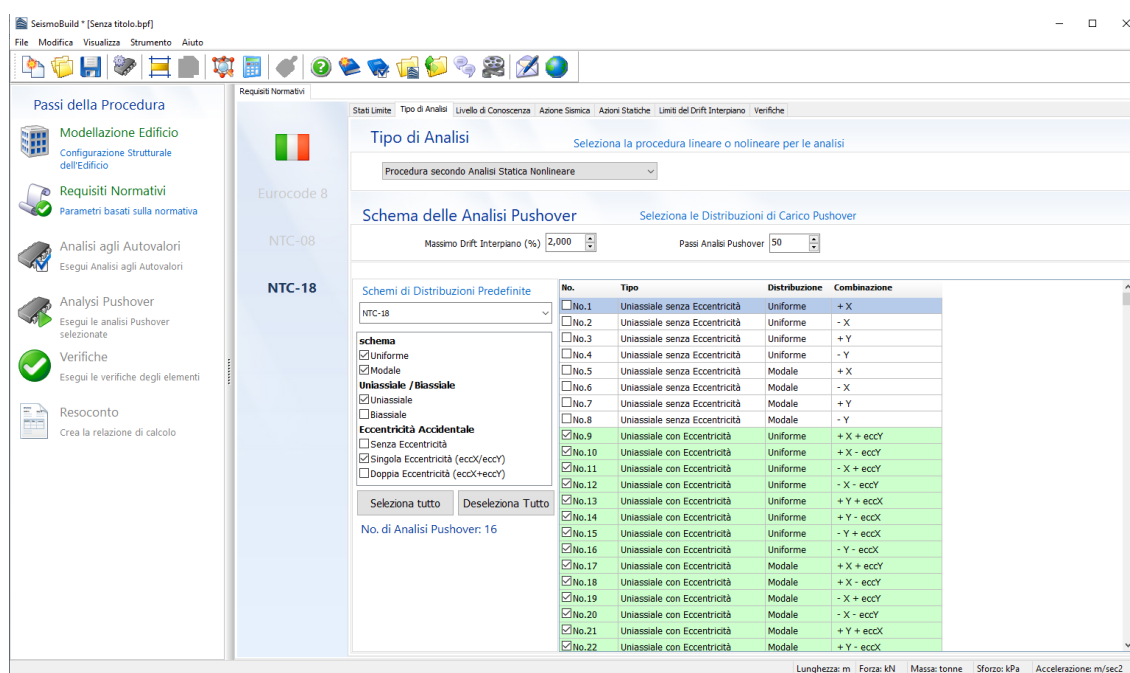 SeismoBuild * [Senza titolo.bpf]
File Modifica Visualizza Strumento Aiuto
Passi della Procedura
Modellazione Edificio
Configurazione Strutturale
dell'Edificio
Requisiti Normativi
Parametri basati sulla normativa
Analisi agli Autovalori
Esegui Analisi agli Autovalori
Analysi Pushover
Esegui le analisi Pushover
selezionate
Verifiche
Esegui le verifiche degli elementi
Resoconto
Crea la relazione di calcolo
Requisiti Normativi
Eurocode 8
NTC-08
NTC-18
Stati Limite Tipo di Analisi Livello di Conoscenza Azione Sismica Azioni Statiche Limiti del Drift Interpiano Verifiche
Tipo di Analisi Seleziona la procedura lineare o nolineare per le analisi
Procedura secondo Analisi Statica Nonlineare
Schema delle Analisi Pushover Seleziona le Distribuzioni di Carico Pushover
Massimo Drift Interpiano (%) 2,000 Passi Analisi Pushover 50
Schemi di Distribuzioni Predefinite
NTC-18
schema
Uniforme
Modale
Uniassiale /Biassiale
Uniassiale
Biassiale
Eccentricità Accidentale
Senza Eccentricità
Singola Eccentricità (eccX/eccY)
Doppia Eccentricità (eccX+eccY)
Seleziona tutto Deseleziona Tutto
No. di Analisi Pushover: 16
No. Tipo Distribuzione Combinazione
No.1 Uniassiale senza Eccentricità Uniforme + X
No.2 Uniassiale senza Eccentricità Uniforme - X
No.3 Uniassiale senza Eccentricità Uniforme + Y
No.4 Uniassiale senza Eccentricità Uniforme - Y
No.5 Uniassiale senza Eccentricità Modale + X
No.6 Uniassiale senza Eccentricità Modale - X
No.7 Uniassiale senza Eccentricità Modale + Y
No.8 Uniassiale senza Eccentricità Modale - Y
No.9 Uniassiale con Eccentricità Uniforme + X + eccY
No.10 Uniassiale con Eccentricità Uniforme + X - eccY
No.11 Uniassiale con Eccentricità Uniforme - X + eccY
No.12 Uniassiale con Eccentricità Uniforme - X - eccY
No.13 Uniassiale con Eccentricità Uniforme + Y + eccX
No.14 Uniassiale con Eccentricità Uniforme + Y - eccX
No.15 Uniassiale con Eccentricità Uniforme - Y + eccX
No.16 Uniassiale con Eccentricità Uniforme - Y - eccX
No.17 Uniassiale con Eccentricità Modale + X + eccY
No.18 Uniassiale con Eccentricità Modale + X - eccY
No.19 Uniassiale con Eccentricità Modale - X + eccY
No.20 Uniassiale con Eccentricità Modale - X - eccY
No.21 Uniassiale con Eccentricità Modale + Y + eccX
No.22 Uniassiale con Eccentricità Modale + Y - eccX
Lunghezza: m Forza: kN Massa: tonne Sforzo: kPa Accelerazione: m/sec2